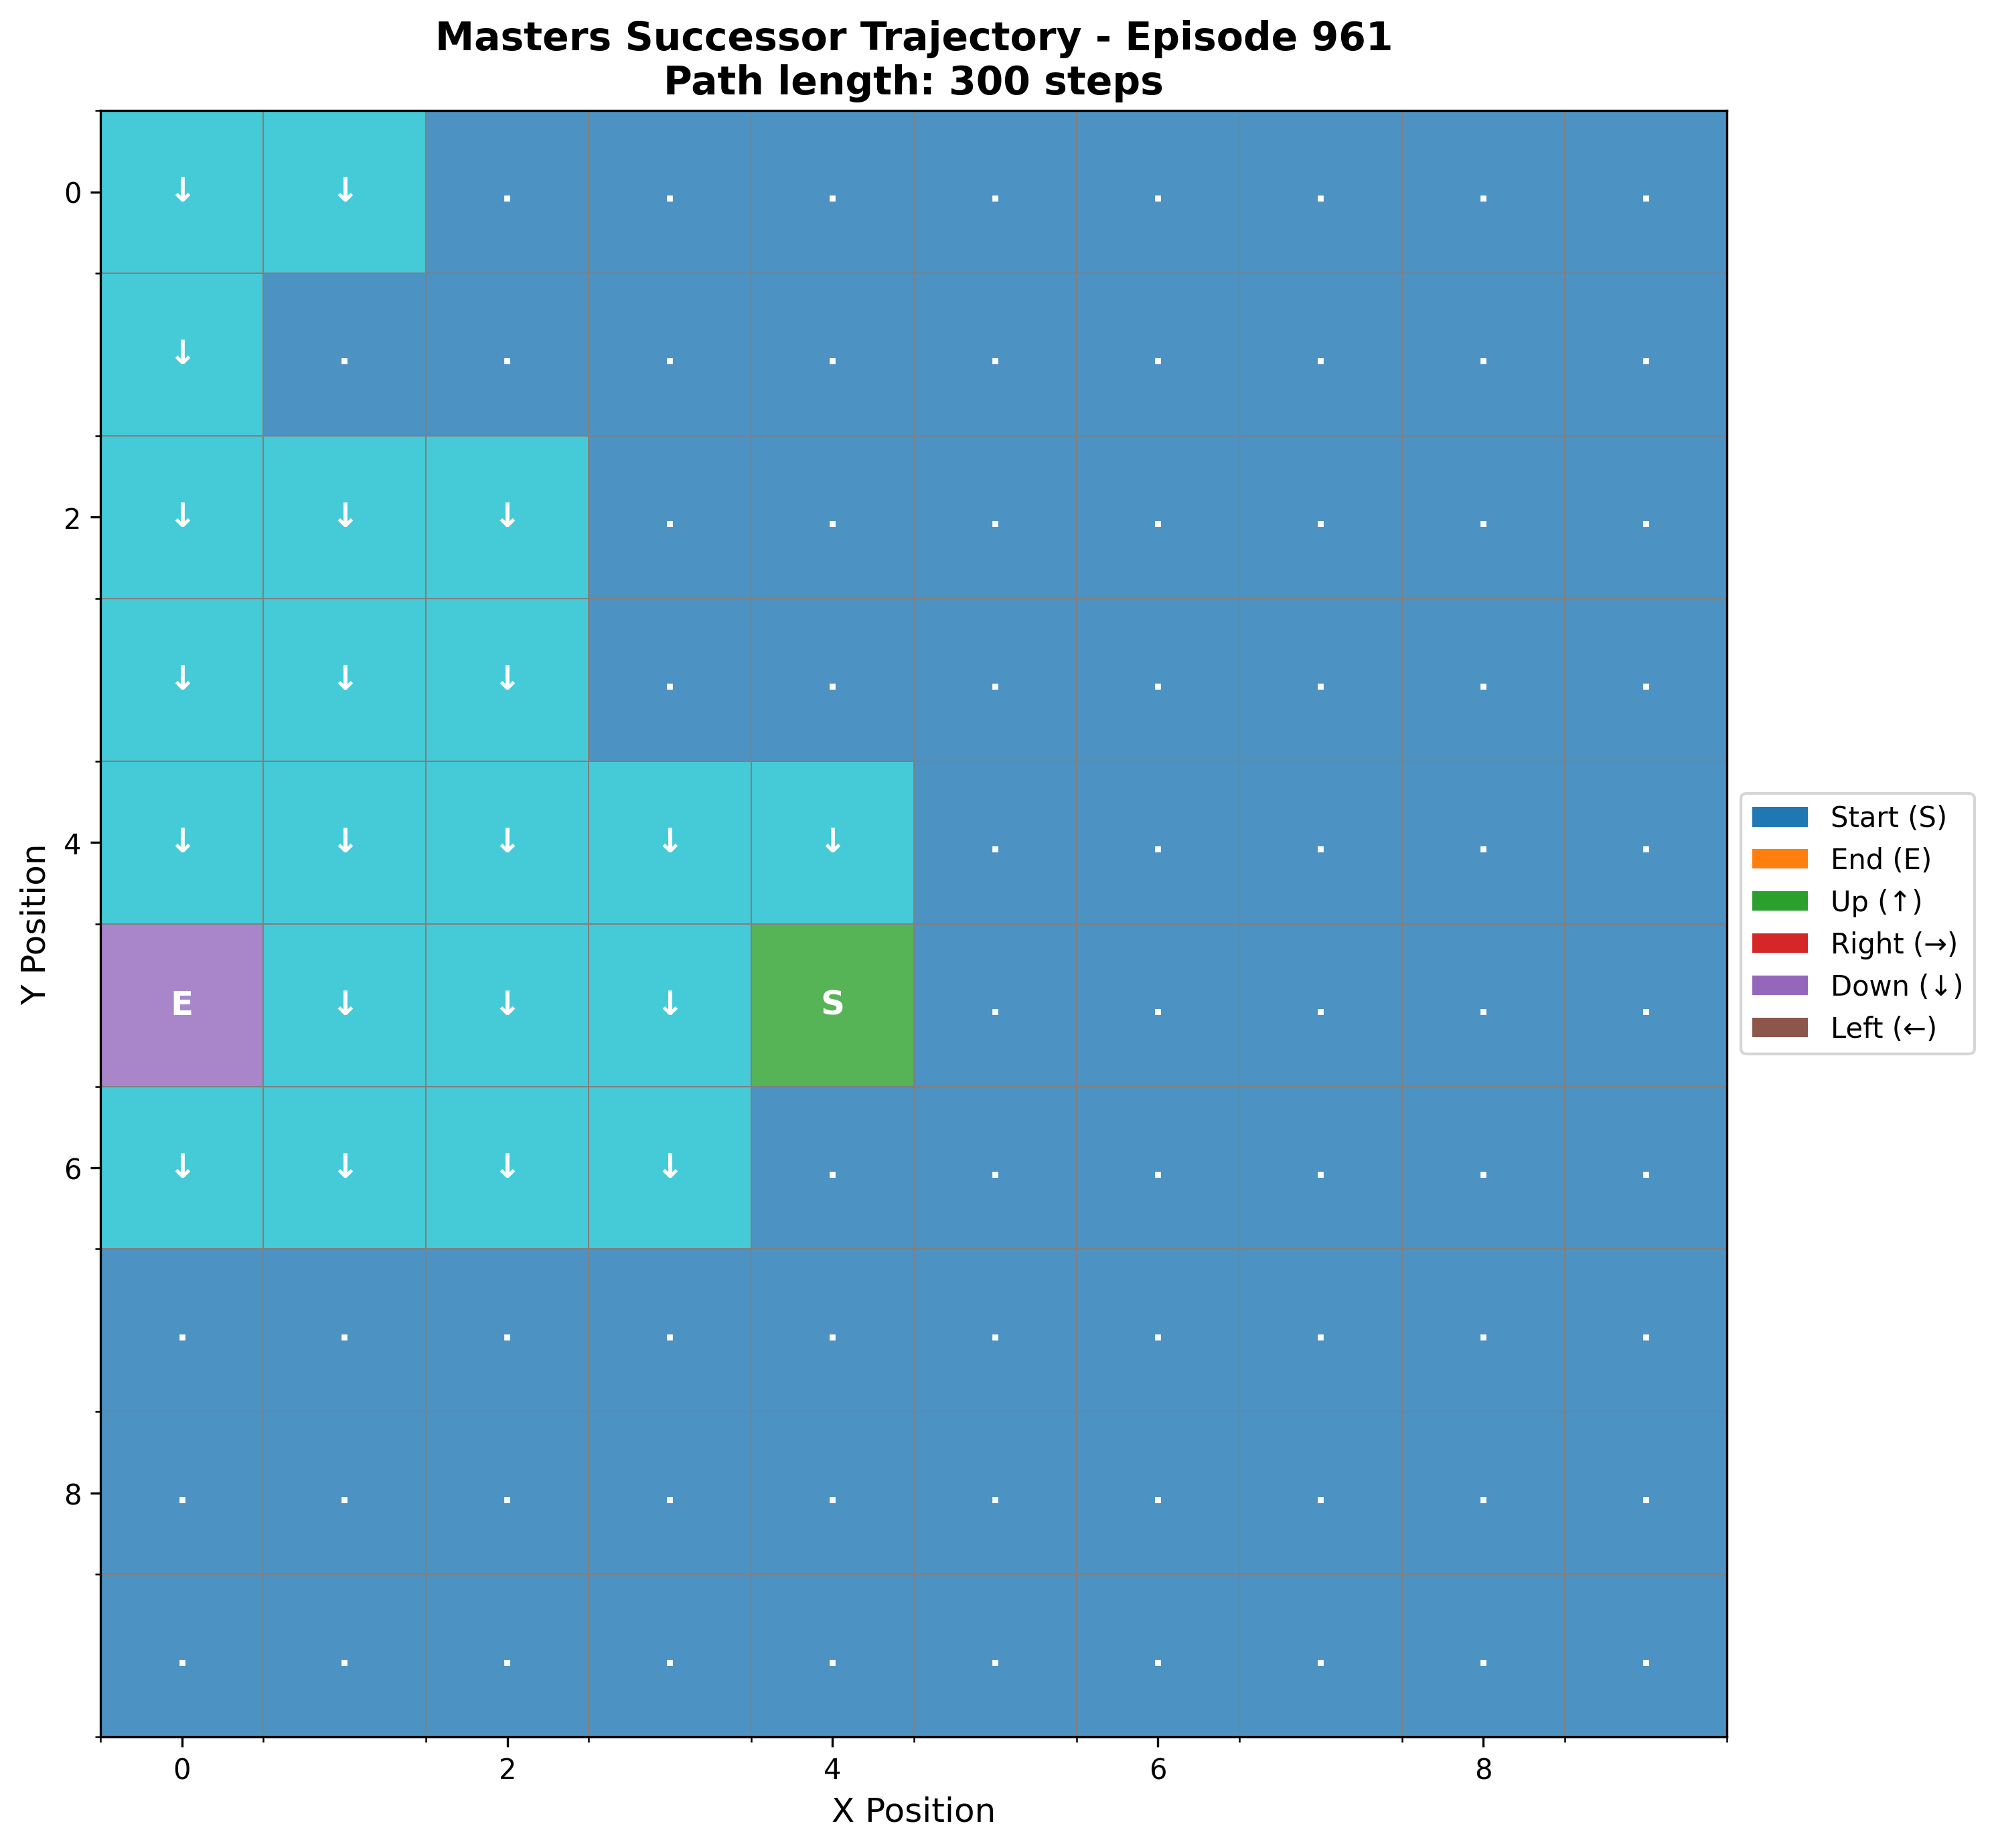 Masters Successor Trajectory - Episode 961
Path length: 300 steps
0 ↓ ↓ . . . . . . . .
↓ . . . . . . . . .
2 ↓ ↓ ↓ . . . . . . .
↓ ↓ ↓ . . . . . . .
4 ↓ ↓ ↓ ↓ ↓ . . . . .
E ↓ ↓ ↓ S . . . . .
6 ↓ ↓ ↓ ↓ . . . . . .
. . . . . . . . . .
8 . . . . . . . . . .
. . . . . . . . . .
0 2 4 6 8
X Position
Y Position
Start (S)
End (E)
Up (↑)
Right (→)
Down (↓)
Left (←)